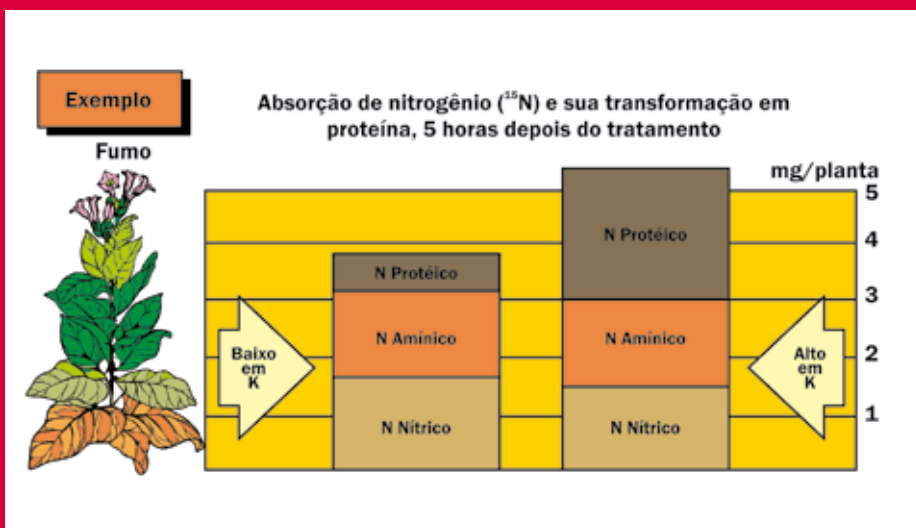 Exemplo
Absorção de nitrogênio (¹⁵N) e sua transformação em
proteína, 5 horas depois do tratamento
Fumo
mg/planta
5
4
3
2
1
Baixo
em
K
N Protéico
N Amínico
N Nítrico
N Protéico
N Amínico
N Nítrico
Alto
em
K